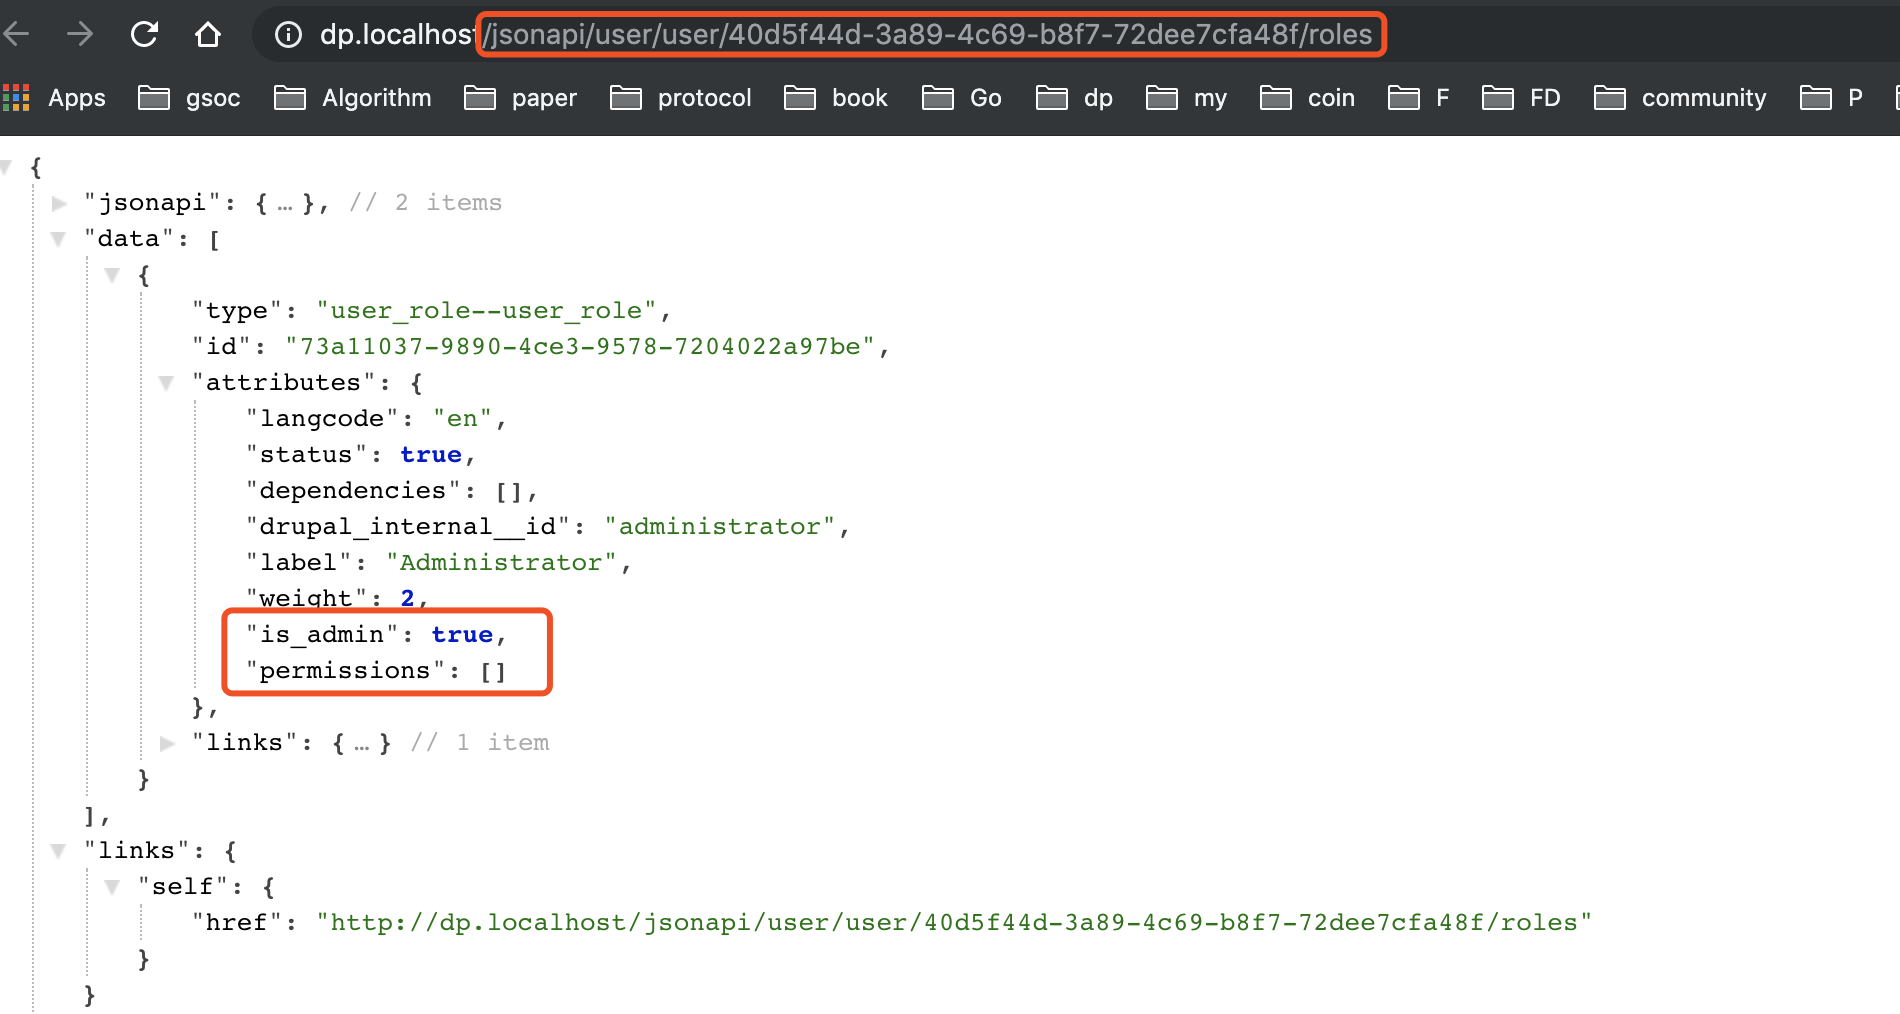 dp.localhost/jsonapi/user/user/40d5f44d-3a89-4c69-b8f7-72dee7cfa48f/roles
Apps gsoc Algorithm paper protocol book Go dp my coin F FD community P
{
"jsonapi": { … }, // 2 items
"data": [
{
"type": "user_role--user_role",
"id": "73a11037-9890-4ce3-9578-7204022a97be",
"attributes": {
"langcode": "en",
"status": true,
"dependencies": [],
"drupal_internal__id": "administrator",
"label": "Administrator",
"weight": 2,
"is_admin": true,
"permissions": []
},
"links": { … } // 1 item
}
],
"links": {
"self": {
"href": "http://dp.localhost/jsonapi/user/user/40d5f44d-3a89-4c69-b8f7-72dee7cfa48f/roles"
}
}